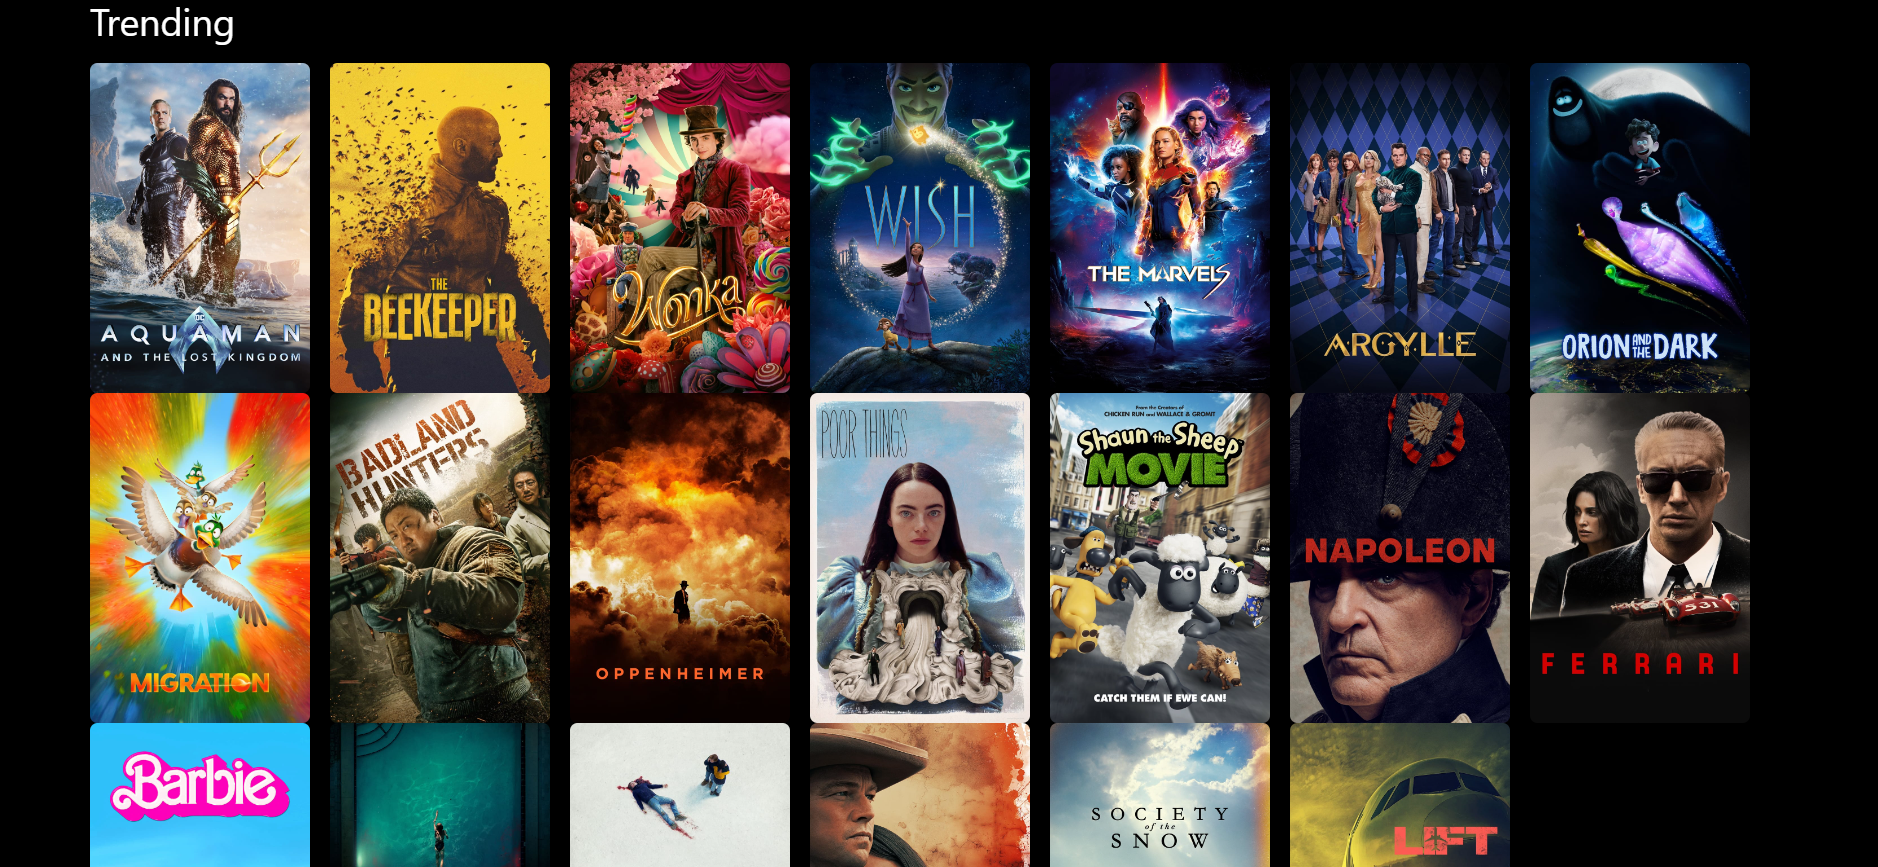 Trending
DC
AQUAMAN
AND THE LOST KINGDOM
THE
BEEKEEPER
Wonka
WISH
THE MARVELS
ARGYLLE
ORION AND THE DARK
MIGRATION
BADLAND
HUNTERS
OPPENHEIMER
POOR THINGS
From the Creators of
CHICKEN RUN and WALLACE & GROMIT
Shaun the Sheep
MOVIE
CATCH THEM IF EWE CAN!
NAPOLEON
531
FERRARI
Barbie
SOCIETY
of the
SNOW
LIFT